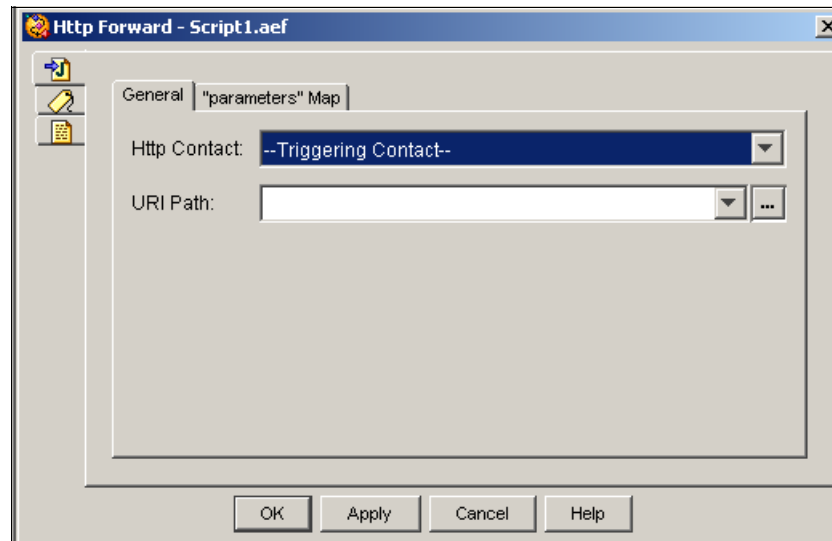 Http Forward - Script1.aef
General "parameters" Map
Http Contact: --Triggering Contact--
URI Path:
...
OK Apply Cancel Help